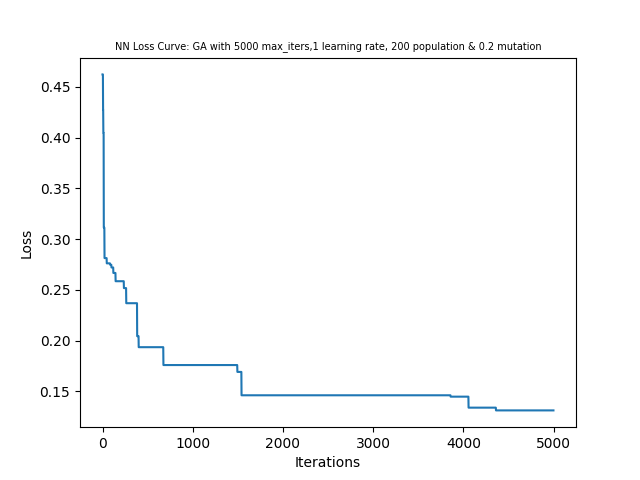 NN Loss Curve: GA with 5000 max_iters,1 learning rate, 200 population & 0.2 mutation
0.45
0.40
0.35
0.30
0.25
0.20
0.15
Loss
0 1000 2000 3000 4000 5000
Iterations